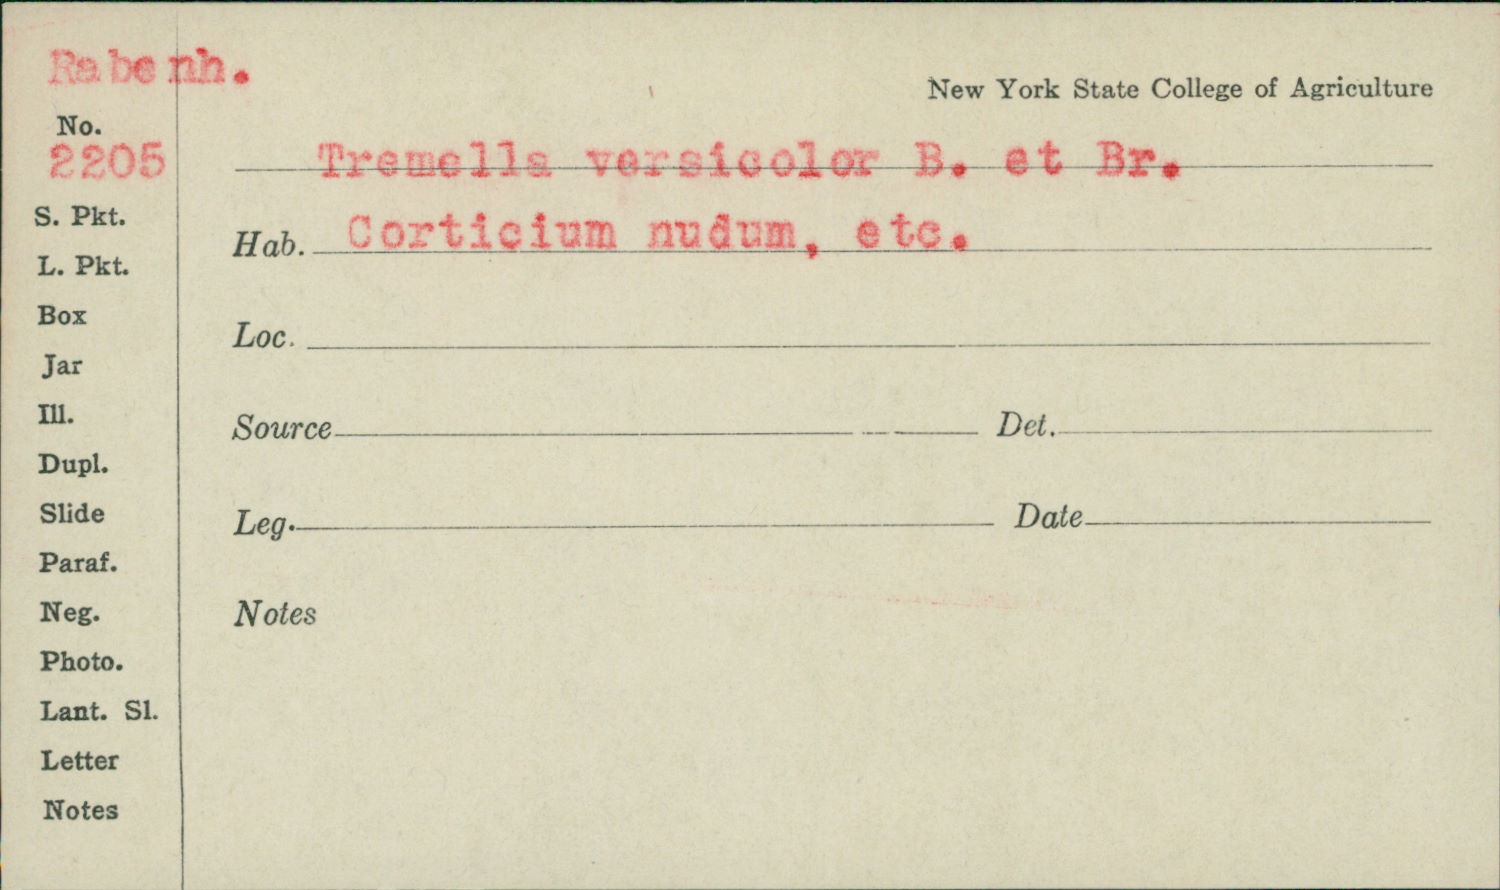 Rabenh.
New York State College of Agriculture
No.
2205
Tremella versicolor B. et Br.
S. Pkt.
Hab. Corticium nudum, etc.
L. Pkt.
Box
Loc.
Jar
Ill.
Source Det.
Dupl.
Slide
Leg. Date
Paraf.
Neg.
Notes
Photo.
Lant. Sl.
Letter
Notes